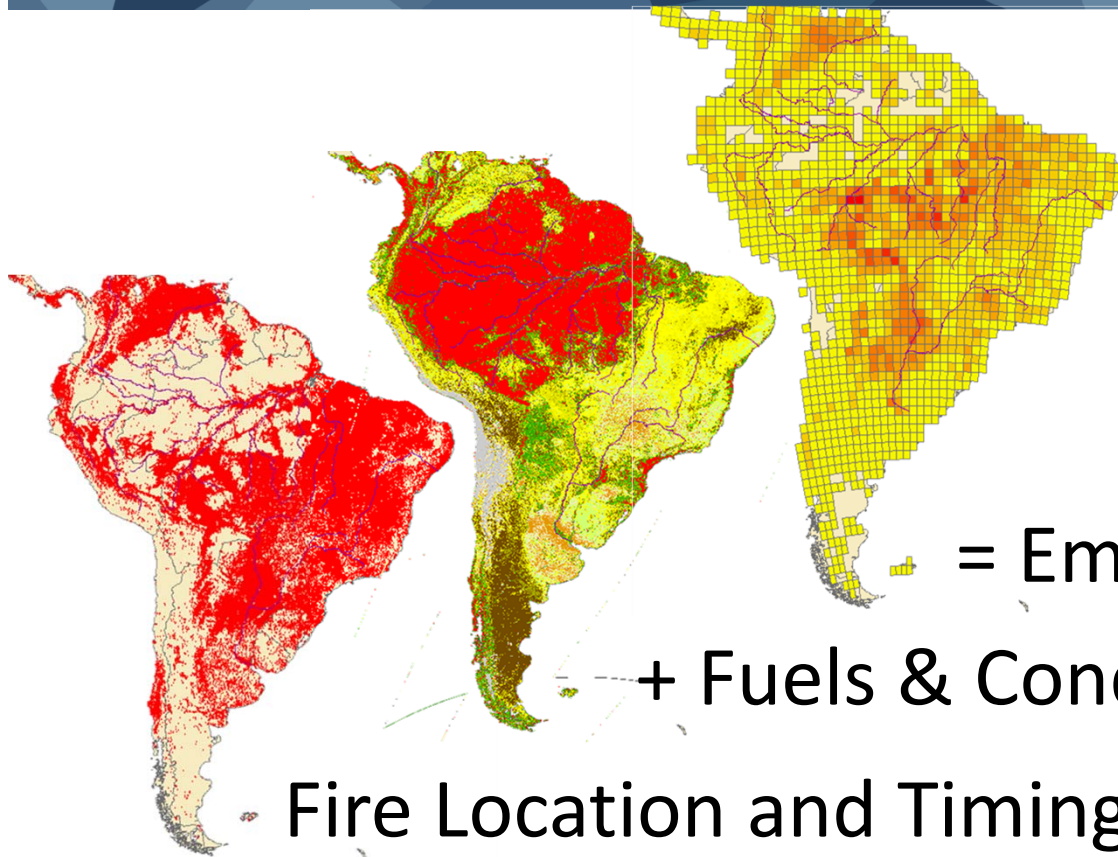 = Em
+ Fuels & Con
Fire Location and Timing